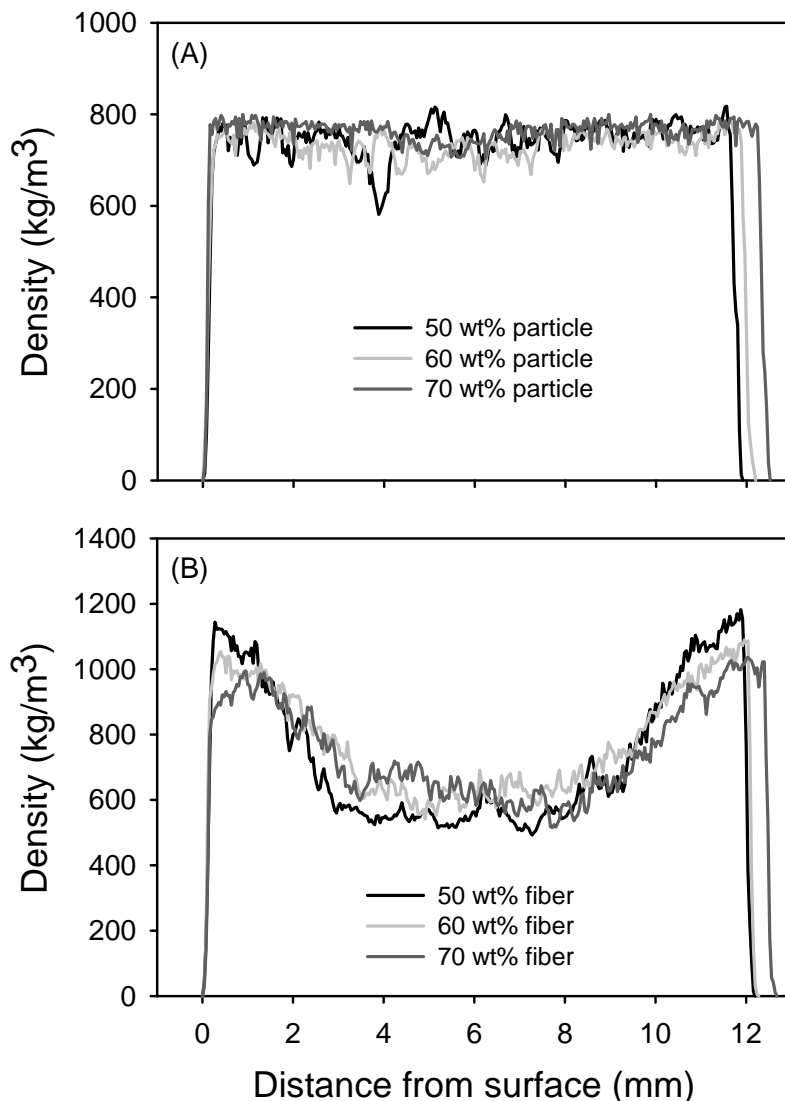 (A)
Density (kg/m3)
1000
800
600
400
200
0
50 wt% particle
60 wt% particle
70 wt% particle
(B)
Density (kg/m3)
1400
1200
1000
800
600
400
200
0
50 wt% fiber
60 wt% fiber
70 wt% fiber
0 2 4 6 8 10 12
Distance from surface (mm)